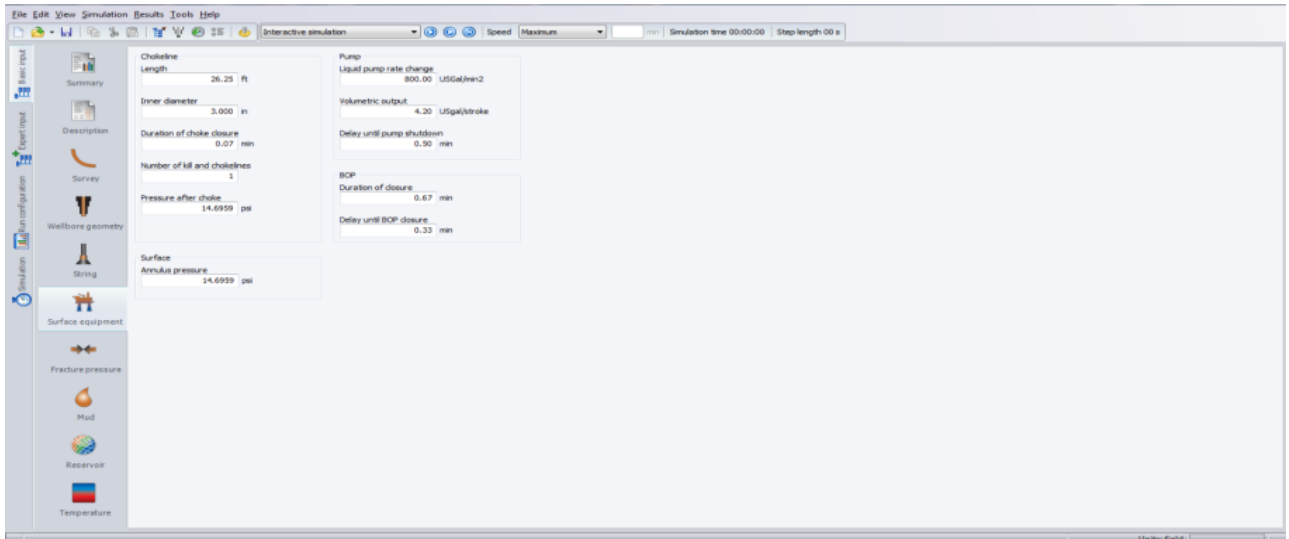 File Edit View Simulation Results Tools Help
Interactive simulation Speed Maximum min Simulation time 00:00:00 Step length 00 s
Basic input
Expert input
Run configuration
Simulation
Summary
Description
Survey
Wellbore geometry
String
Surface equipment
Fracture pressure
Mud
Reservoir
Temperature
Chokeline
Length
26.25 ft
Inner diameter
3.000 in
Duration of choke closure
0.07 min
Number of kill and chokelines
1
Pressure after choke
14.6959 psi
Surface
Annulus pressure
14.6959 psi
Pump
Liquid pump rate change
800.00 USGal/min2
Volumetric output
4.20 USgal/stroke
Delay until pump shutdown
0.50 min
BOP
Duration of closure
0.67 min
Delay until BOP closure
0.33 min